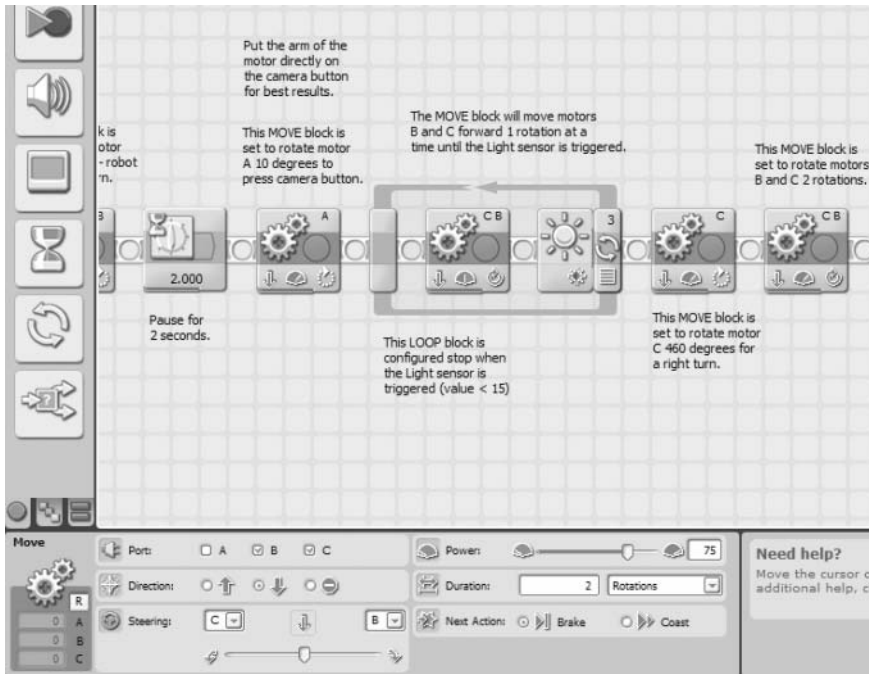 Put the arm of the
motor directly on
the camera button
for best results.
k is
otor
- robot
n.
This MOVE block is
set to rotate motor
A 10 degrees to
press camera button.
The MOVE block will move motors
B and C forward 1 rotation at a
time until the Light sensor is triggered.
This MOVE block is
set to rotate motors
B and C 2 rotations.
B
A
C B
3
C
C B
2.000
Pause for
2 seconds.
This LOOP block is
configured stop when
the Light sensor is
triggered (value < 15)
This MOVE block is
set to rotate motor
C 460 degrees for
a right turn.
Move
R
0 A
0 B
0 C
Port: A B C
Direction:
Steering: C B
Power: 75
Duration: 2 Rotations
Next Action: Brake Coast
Need help?
Move the cursor
additional help, c